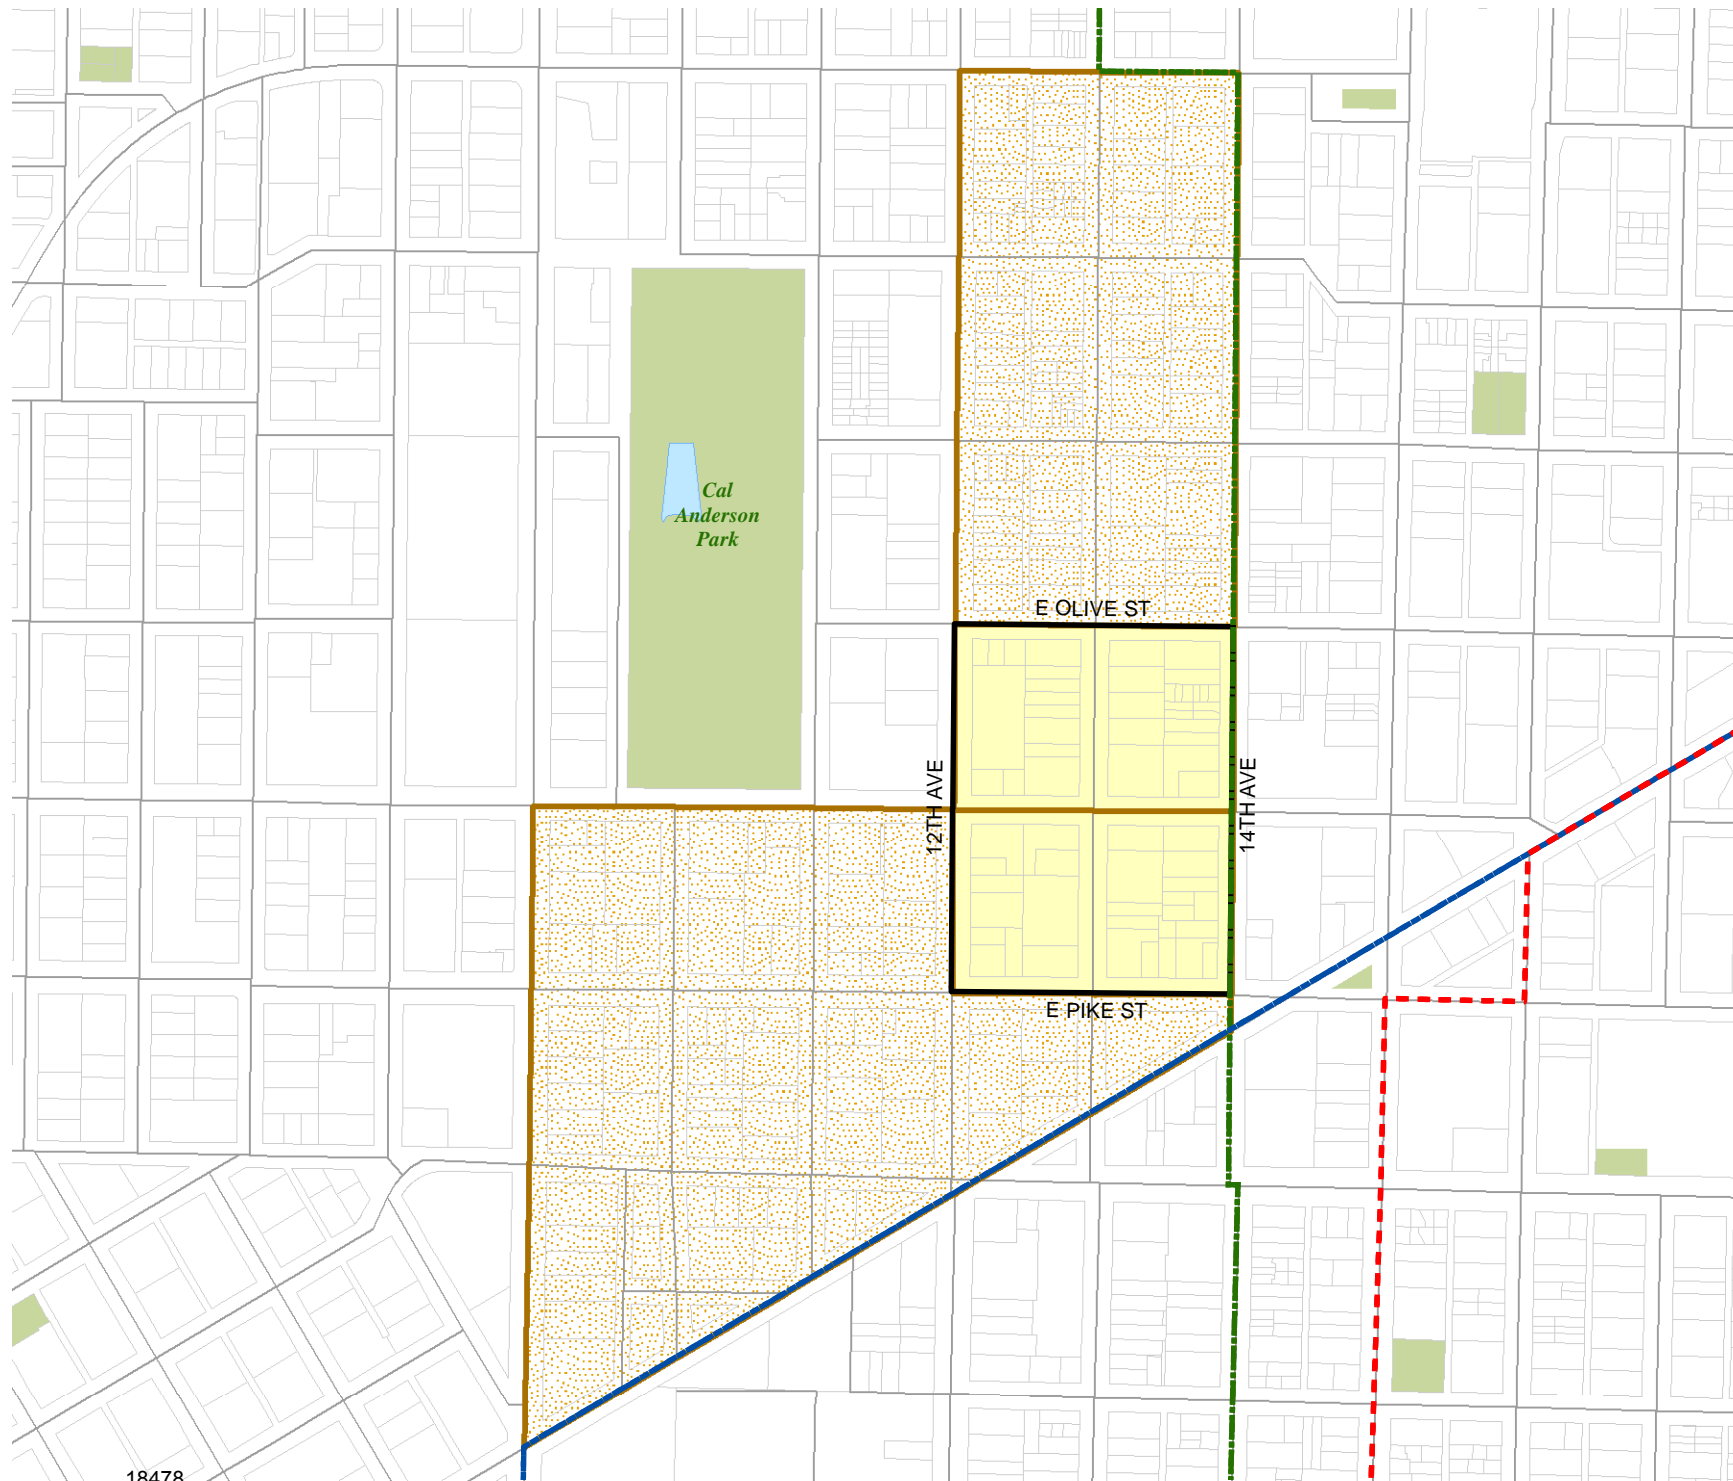 Cal
Anderson
Park
E OLIVE ST
12TH AVE
14TH AVE
E PIKE ST
18478